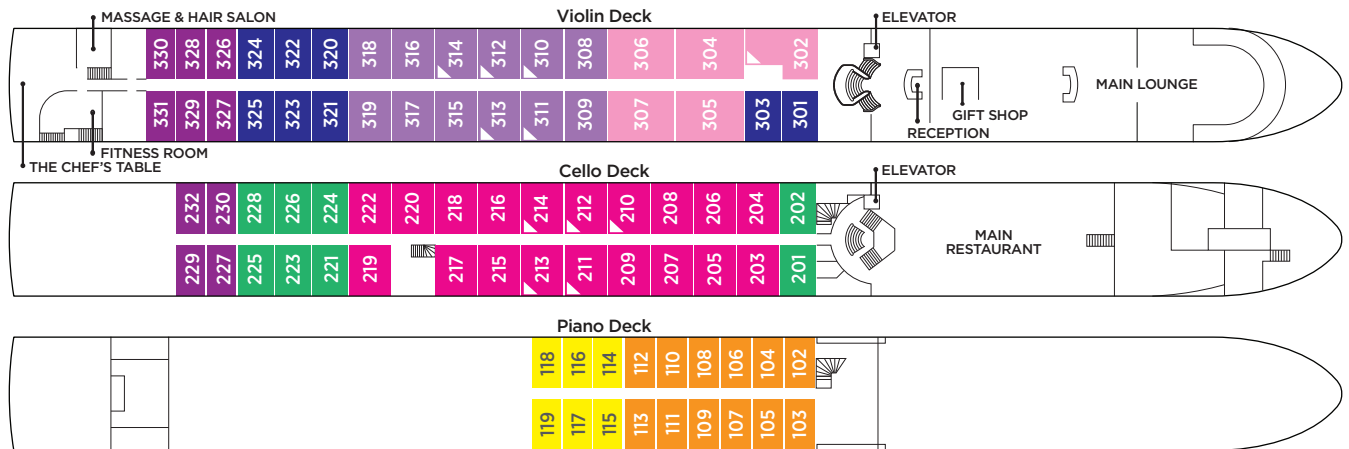 Violin Deck
MASSAGE & HAIR SALON
ELEVATOR
330 328 326 324 322 320 318 316 314 312 310 308 306 304 302
MAIN LOUNGE
GIFT SHOP
RECEPTION
331 329 327 325 323 321 319 317 315 313 311 309 307 305 303 301
FITNESS ROOM
THE CHEF'S TABLE
Cello Deck
ELEVATOR
232 230 228 226 224 222 220 218 216 214 212 210 208 206 204 202
MAIN
RESTAURANT
229 227 225 223 221 219 217 215 213 211 209 207 205 203 201
Piano Deck
118 116 114 112 110 108 106 104 102
119 117 115 113 111 109 107 105 103